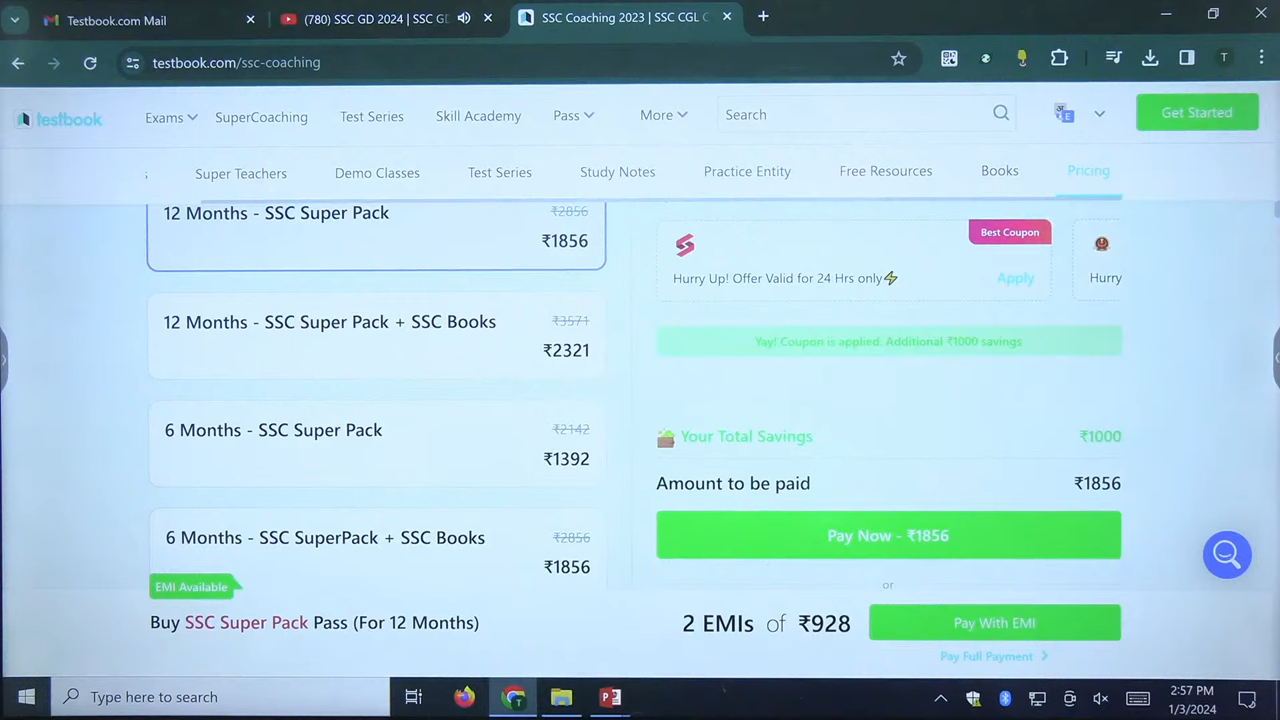 Testbook.com Mail
(780) SSC GD 2024 | SSC GD
SSC Coaching 2023 | SSC CGL C
testbook.com/ssc-coaching
T
testbook
Exams
SuperCoaching
Test Series
Skill Academy
Pass
More
Search
Get Started
Super Teachers
Demo Classes
Test Series
Study Notes
Practice Entity
Free Resources
Books
Pricing
12 Months - SSC Super Pack
₹2856
₹1856
12 Months - SSC Super Pack + SSC Books
₹3571
₹2321
6 Months - SSC Super Pack
₹2142
₹1392
6 Months - SSC SuperPack + SSC Books
₹2856
₹1856
Best Coupon
Hurry Up! Offer Valid for 24 Hrs only⚡
Apply
Hurry
Yay! Coupon is applied. Additional ₹1000 savings
Your Total Savings
₹1000
Amount to be paid
₹1856
Pay Now - ₹1856
or
EMI Available
Buy SSC Super Pack Pass (For 12 Months)
2 EMIs of ₹928
Pay With EMI
Pay Full Payment
Type here to search
2:57 PM
1/3/2024